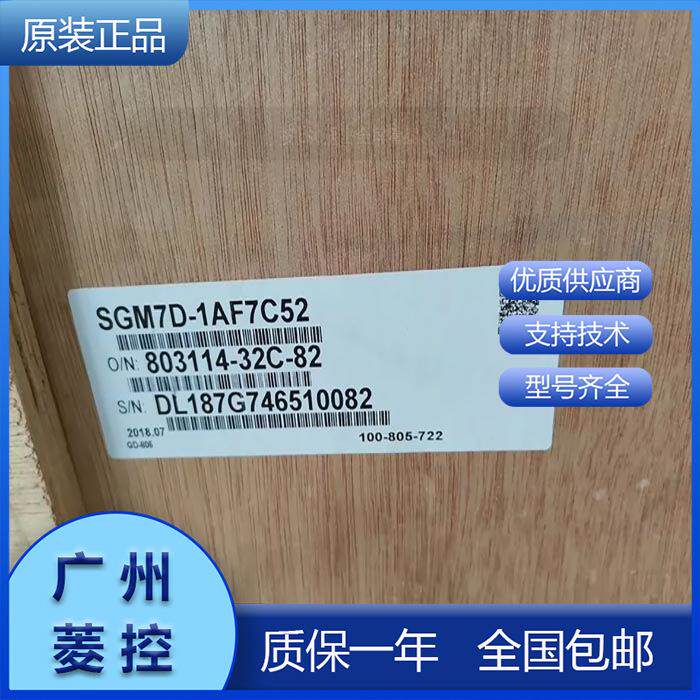 原装正品
优质供应商
SGM7D-1AF7C52
支持技术
O/N: 803114-32C-82
型号齐全
S/N: DL187G746510082
2018.07
GD-606
100-805-722
广州
菱控
质保一年 全国包邮